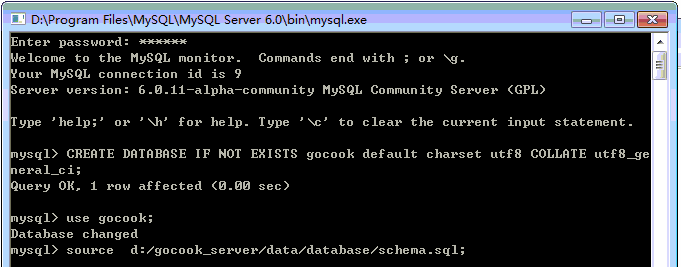 D:\Program Files\MySQL\MySQL Server 6.0\bin\mysql.exe
Enter password: ******
Welcome to the MySQL monitor.  Commands end with ; or \g.
Your MySQL connection id is 9
Server version: 6.0.11-alpha-community MySQL Community Server (GPL)

Type 'help;' or '\h' for help. Type '\c' to clear the current input statement.

mysql> CREATE DATABASE IF NOT EXISTS gocook default charset utf8 COLLATE utf8_ge
neral_ci;
Query OK, 1 row affected (0.00 sec)

mysql> use gocook;
Database changed
mysql> source  d:/gocook_server/data/database/schema.sql;